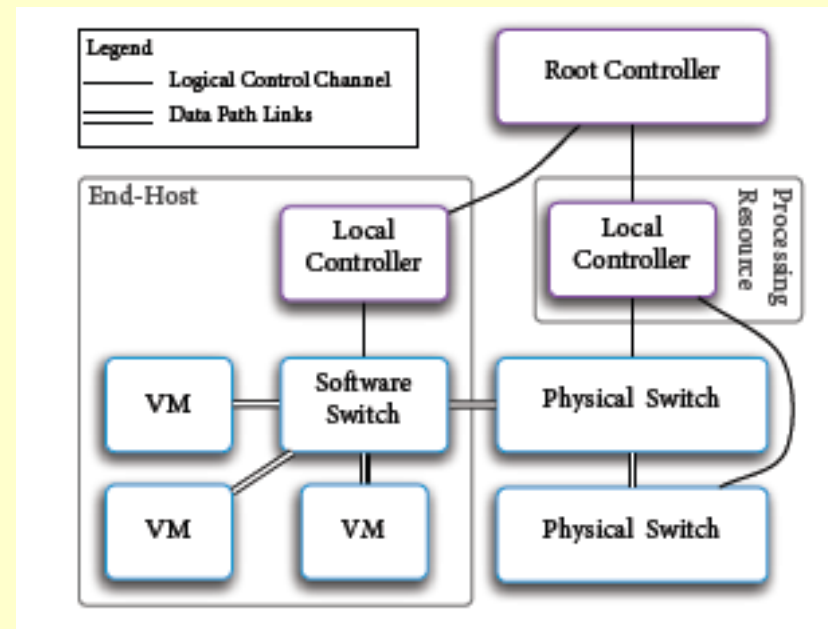 Legend
Logical Control Channel
Data Path Links
Root Controller
End-Host
Local
Controller
Local
Controller
Processing
Resource
VM
Software
Switch
Physical Switch
VM
VM
Physical Switch